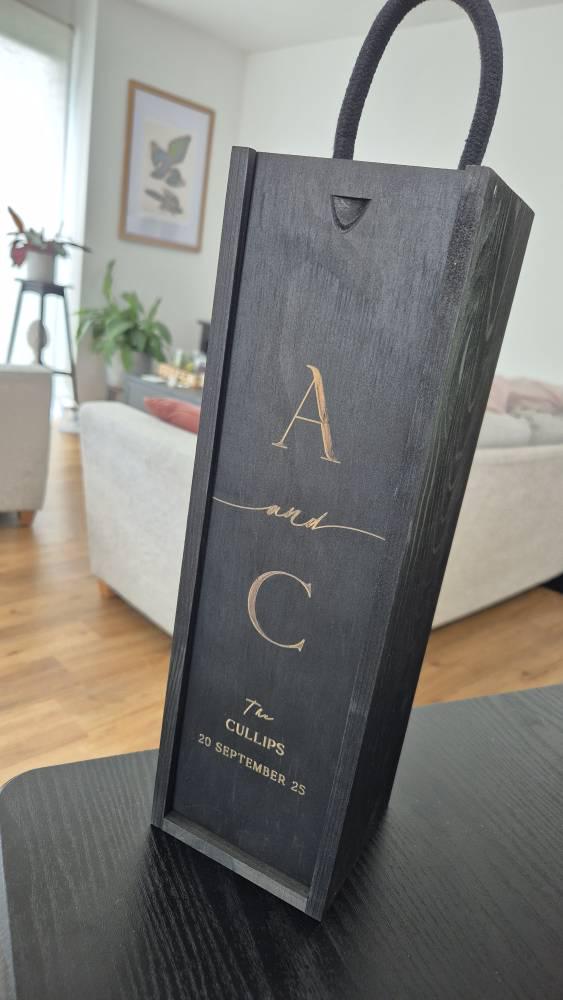 A
and
C
The
CULLIPS
20 SEPTEMBER 25